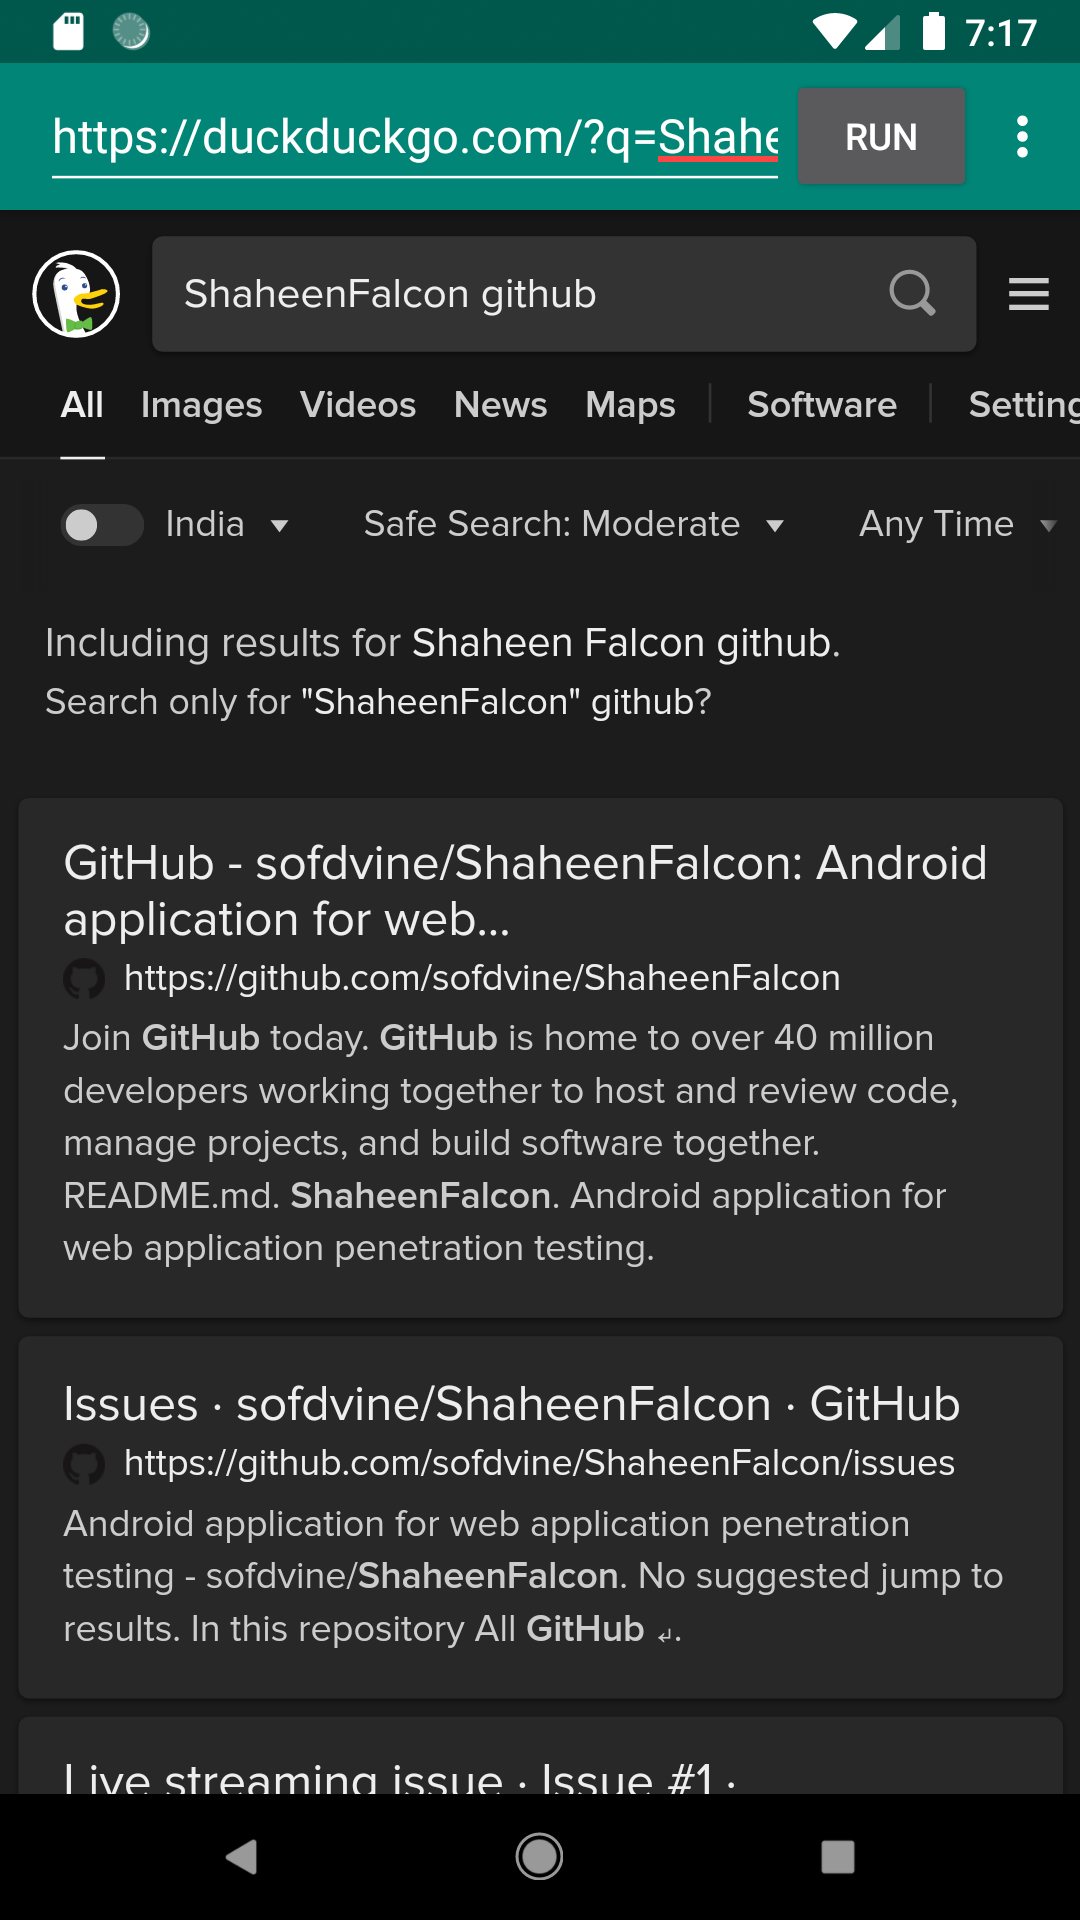 7:17
https://duckduckgo.com/?q=Shahe
RUN
ShaheenFalcon github
All Images Videos News Maps Software Setting
India Safe Search: Moderate Any Time
Including results for Shaheen Falcon github.
Search only for "ShaheenFalcon" github?
GitHub - sofdvine/ShaheenFalcon: Android
application for web...
https://github.com/sofdvine/ShaheenFalcon
Join GitHub today. GitHub is home to over 40 million
developers working together to host and review code,
manage projects, and build software together.
README.md. ShaheenFalcon. Android application for
web application penetration testing.
Issues · sofdvine/ShaheenFalcon · GitHub
https://github.com/sofdvine/ShaheenFalcon/issues
Android application for web application penetration
testing - sofdvine/ShaheenFalcon. No suggested jump to
results. In this repository All GitHub ↵.
Live streaming issue · Issue #1 ·